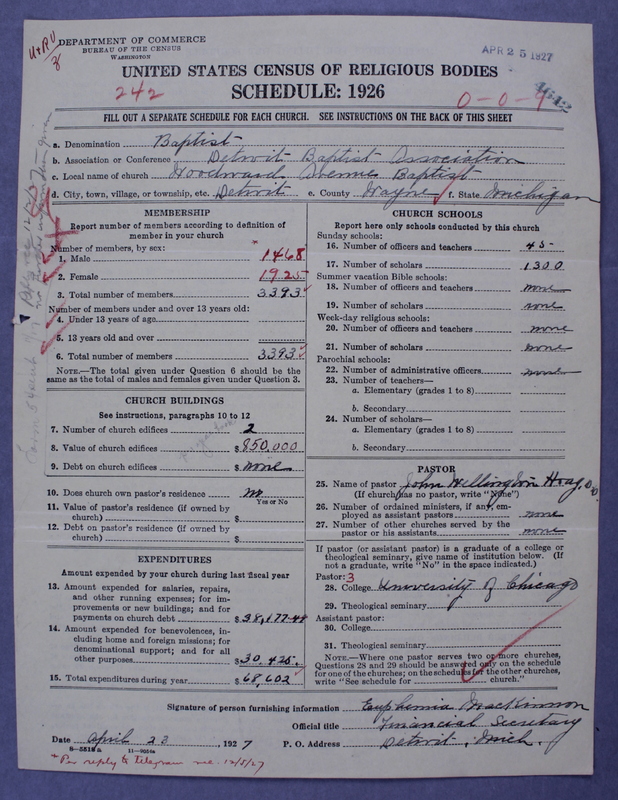 U+RV
8
DEPARTMENT OF COMMERCE
BUREAU OF THE CENSUS
WASHINGTON
APR 25 1927
UNITED STATES CENSUS OF RELIGIOUS BODIES
242
SCHEDULE: 1926
0-0-9
4642
FILL OUT A SEPARATE SCHEDULE FOR EACH CHURCH. SEE INSTRUCTIONS ON THE BACK OF THIS SHEET
a. Denomination Baptist
b. Association or Conference Detroit Baptist Association
c. Local name of church Woodward Avenue Baptist
d. City, town, village, or township, etc. Detroit e. County Wayne f. State Michigan
MEMBERSHIP
Report number of members according to definition of
member in your church
Number of members, by sex:
1. Male * 1468
2. Female 1925
3. Total number of members 3393
Number of members under and over 13 years old:
4. Under 13 years of age
5. 13 years old and over
6. Total number of members 3393
NOTE.—The total given under Question 6 should be
same as the total of males and females given under Question 3.
CHURCH BUILDINGS
See instructions, paragraphs 10 to 12
7. Number of church edifices 2
8. Value of church edifices $850,000
9. Debt on church edifices $none
10. Does church own pastor's residence no
Yes or No
11. Value of pastor's residence (if owned by
church) $
12. Debt on pastor's residence (if owned by
church) $
EXPENDITURES
Amount expended by your church during last fiscal year
13. Amount expended for salaries, repairs,
and other running expenses; for im-
provements or new buildings; and for
payments on church debt $38,177.48
14. Amount expended for benevolences, in-
cluding home and foreign missions; for
denominational support; and for all
other purposes $30,425.
15. Total expenditures during year $68,602
CHURCH SCHOOLS
Report here only schools conducted by this church
Sunday schools:
16. Number of officers and teachers 45
17. Number of scholars 1300
Summer vacation Bible schools:
18. Number of officers and teachers none
19. Number of scholars none
Week-day religious schools:
20. Number of officers and teachers none
21. Number of scholars none
Parochial schools:
22. Number of administrative officers none
23. Number of teachers—
a. Elementary (grades 1 to 8)
b. Secondary
24. Number of scholars—
a. Elementary (grades 1 to 8)
b. Secondary
PASTOR
25. Name of pastor John Wellington Hoag, D.D.
(If church has no pastor, write "None")
26. Number of ordained ministers, if any, em-
ployed as assistant pastors none
27. Number of other churches served by the
pastor or his assistants none
If pastor (or assistant pastor) is a graduate of a college or
theological seminary, give name of institution below. (If
not a graduate, write "No" in the space indicated.)
Pastor: 3
28. College University of Chicago
29. Theological seminary
Assistant pastor:
30. College
31. Theological seminary
NOTE.—Where one pastor serves two or more churches,
Questions 28 and 29 should be answered only on the schedule
for one of the churches; on the schedules for the other churches,
write "See schedule for church."
Signature of person furnishing information Euphemia Mackinnon
Official title Financial Secretary
Date April 23, 1927 P. O. Address Detroit, Mich.
8—5518a 11—9054a
*Per reply to telegram rec. 12/5/27